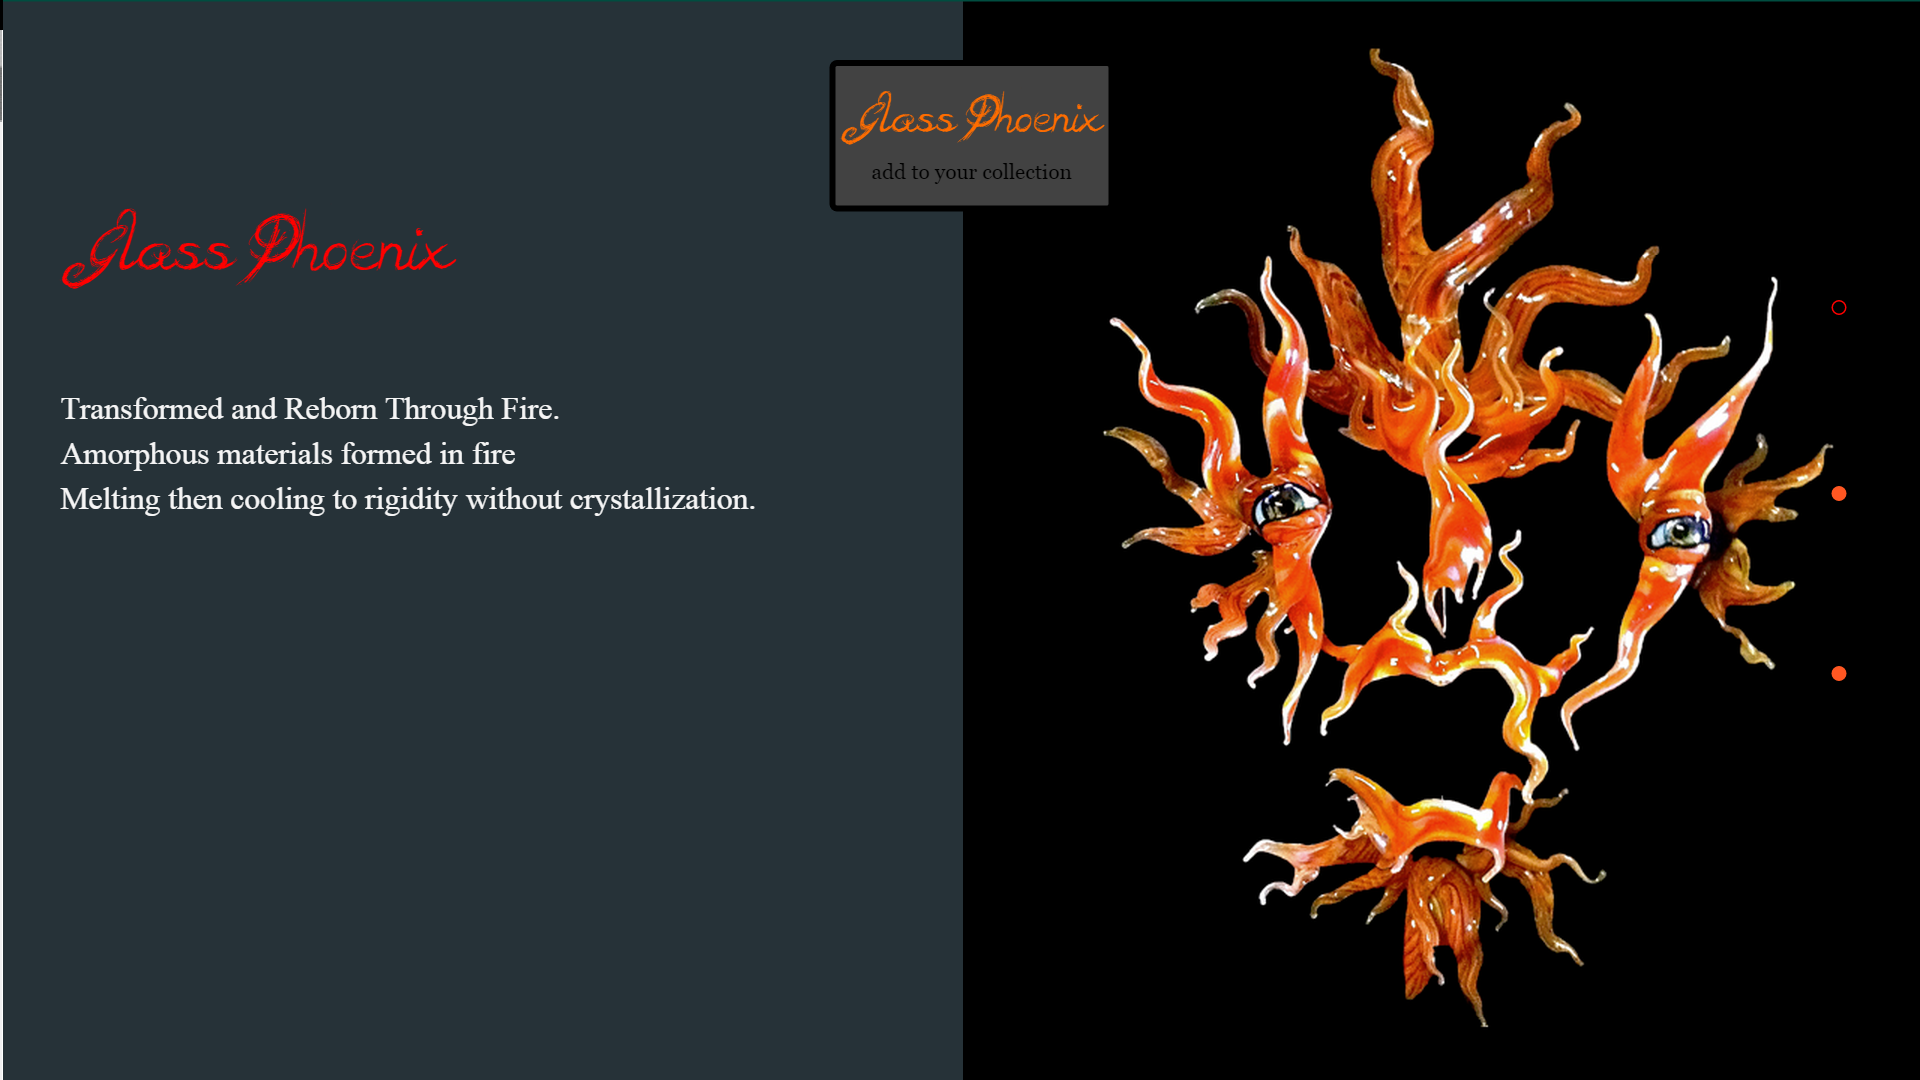 Glass Phoenix
add to your collection
Glass Phoenix
Transformed and Reborn Through Fire.
Amorphous materials formed in fire
Melting then cooling to rigidity without crystallization.